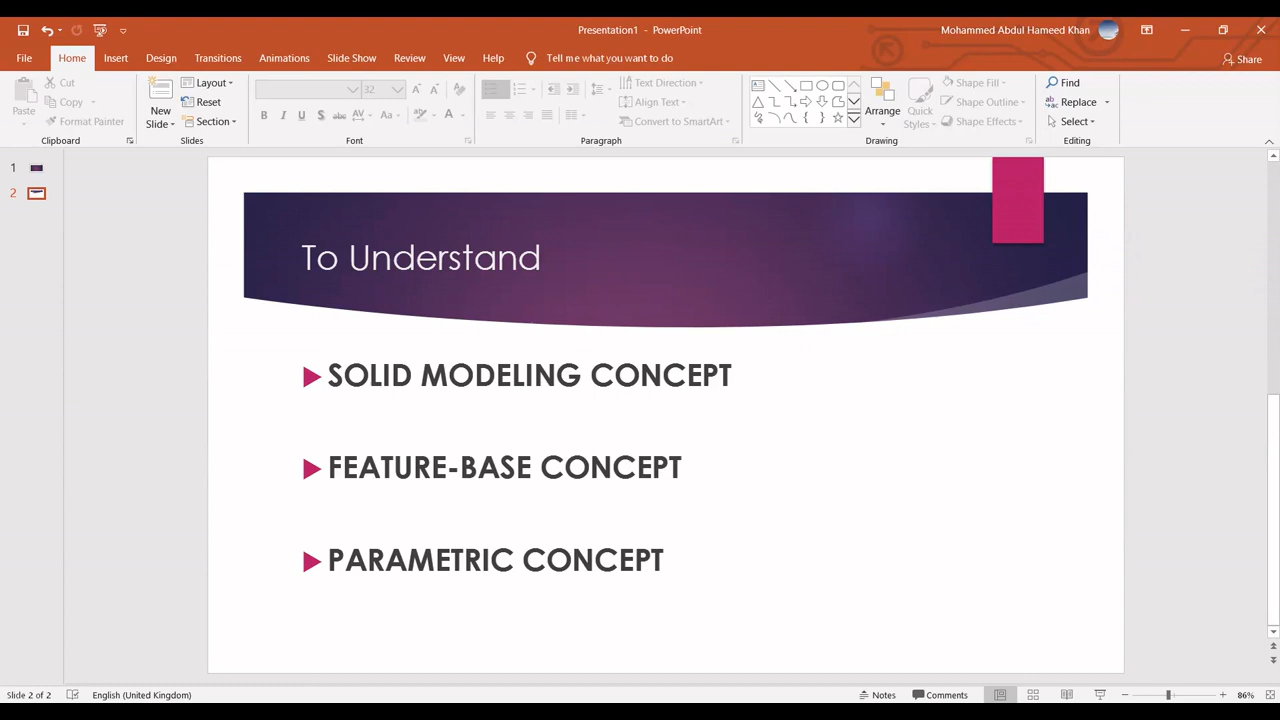 Presentation1 - PowerPoint
Mohammed Abdul Hameed Khan
File Home Insert Design Transitions Animations Slide Show Review View Help Tell me what you want to do Share
Paste
Cut
Copy
Format Painter
Clipboard
New Slide
Layout
Reset
Section
Slides
32
Font
Text Direction
Align Text
Convert to SmartArt
Paragraph
Arrange
Quick Styles
Shape Fill
Shape Outline
Shape Effects
Drawing
Find
Replace
Select
Editing
1
2
To Understand
SOLID MODELING CONCEPT
FEATURE-BASE CONCEPT
PARAMETRIC CONCEPT
Slide 2 of 2 English (United Kingdom) Notes Comments 86%